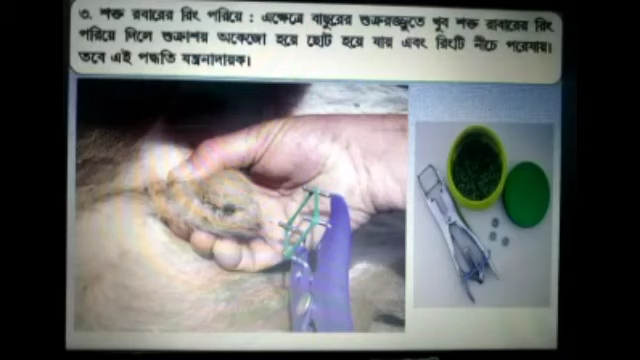 ৩. শক্ত রবারের রিং পরিয়ে : এক্ষেত্রে বাছুরের শুক্ররজ্জুতে খুব শক্ত রাবারের রিং
পরিয়ে দিলে শুক্রাশয় অকেজো হয়ে ছোট হয়ে যায় এবং রিংটি নীচে পরেযায়।
তবে এই পদ্ধতি যন্ত্রনাদায়ক।